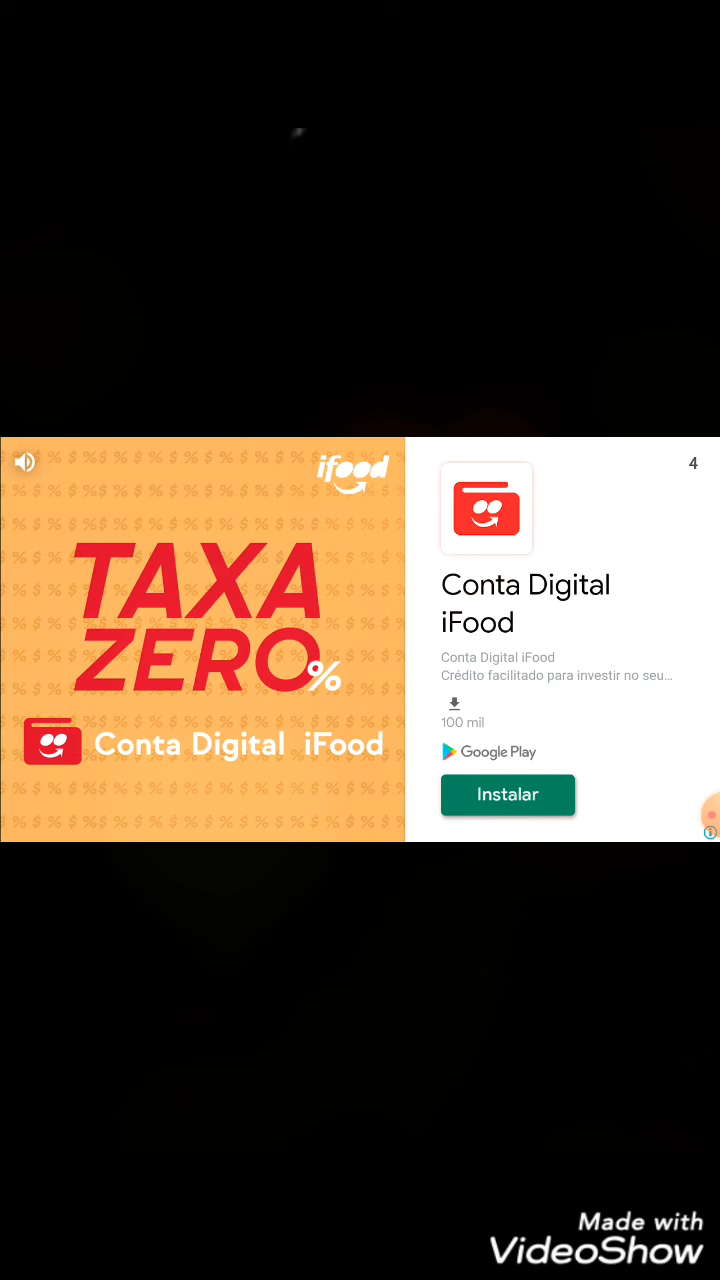 ifood
TAXA
ZERO%
Conta Digital iFood
4
Conta Digital
iFood
Conta Digital iFood
Crédito facilitado para investir no seu...
100 mil
Google Play
Instalar
Made with
VideoShow